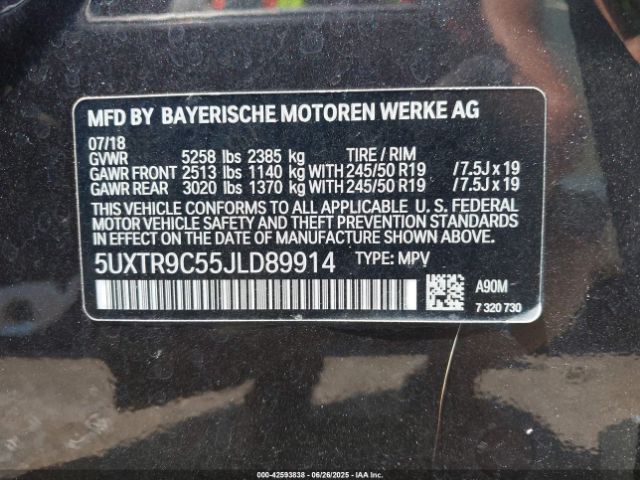 MFD BY BAYERISCHE MOTOREN WERKE AG
07/18
GVWR 5258 lbs 2385 kg TIRE / RIM
GAWR FRONT 2513 lbs 1140 kg WITH 245/50 R19 /7.5J x 19
GAWR REAR 3020 lbs 1370 kg WITH 245/50 R19 /7.5J x 19
THIS VEHICLE CONFORMS TO ALL APPLICABLE U. S. FEDERAL
MOTOR VEHICLE SAFETY AND THEFT PREVENTION STANDARDS
IN EFFECT ON THE DATE OF MANUFACTURE SHOWN ABOVE.
5UXTR9C55JLD89914 TYPE: MPV
A90M
7 320 730
000-42593838 | 06/26/2025 | IAA Inc.